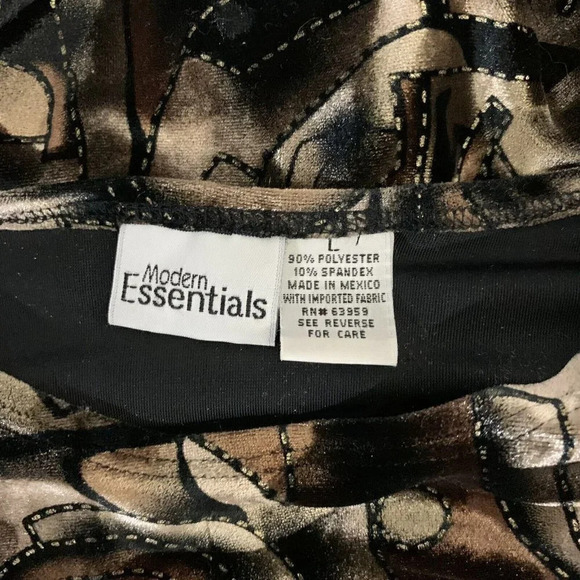 Modern
Essentials
L
90% POLYESTER
10% SPANDEX
MADE IN MEXICO
WITH IMPORTED FABRIC
RN# 63959
SEE REVERSE
FOR CARE